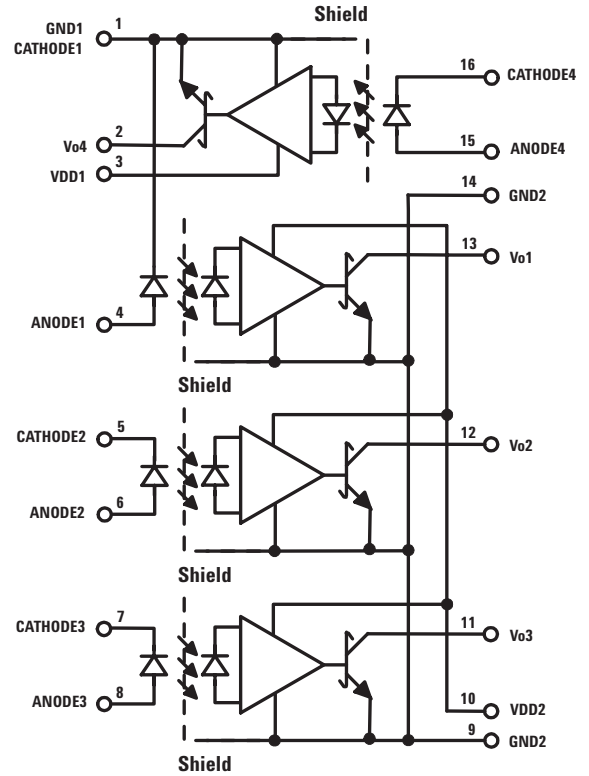 Shield
GND1
CATHODE1
1
16
CATHODE4
2
Vo4
3
VDD1
15
ANODE4
14
GND2
13
Vo1
4
ANODE1
Shield
5
CATHODE2
12
Vo2
6
ANODE2
Shield
7
CATHODE3
11
Vo3
8
ANODE3
10
VDD2
9
GND2
Shield